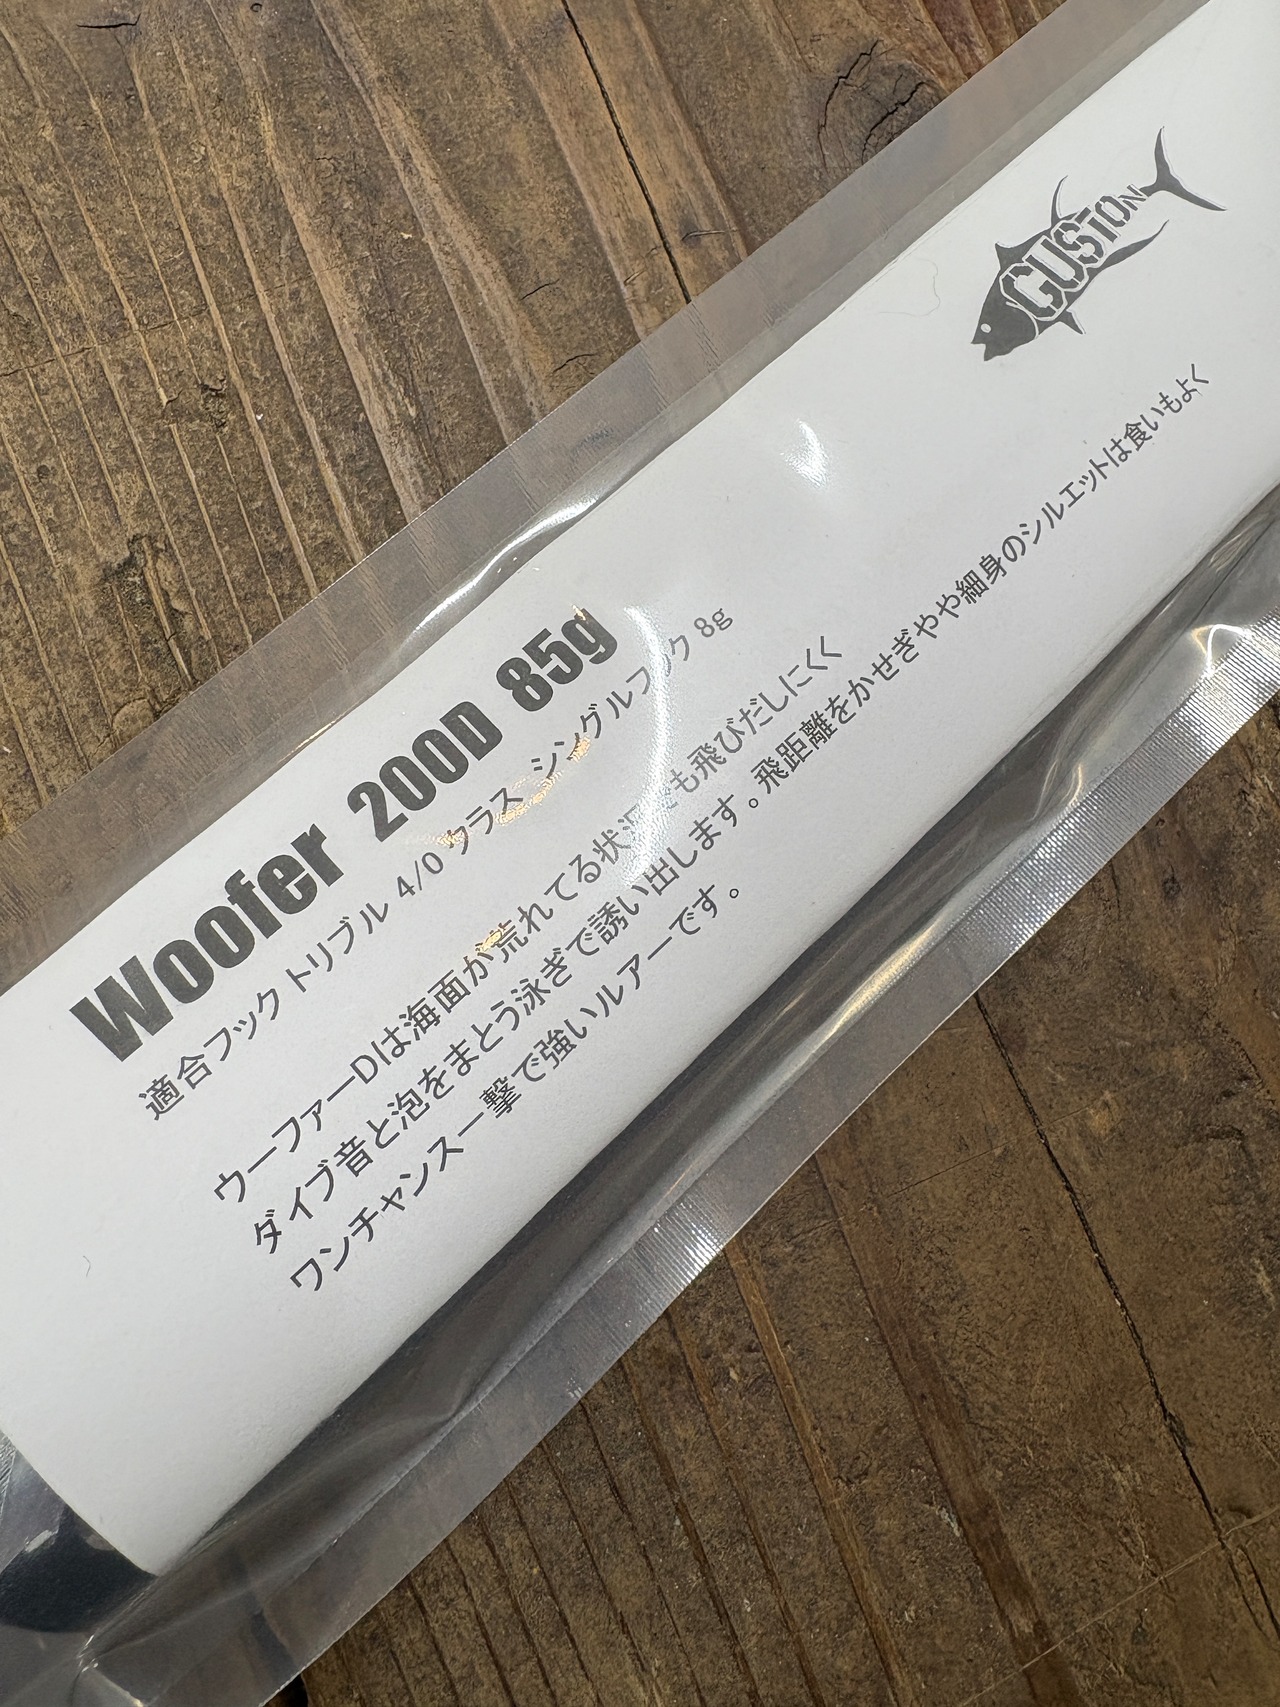 GUSTON
Woofer 200D 85g
適合フック トリブル 4/0 クラス シングルフック 8g
ウーファーDは海面が荒れてる状況でも飛びだしにくく
ダイブ音と泡をまとう泳ぎで誘い出します。飛距離をかせぎやや細身のシルエットは食いもよく
ワンチャンス一撃で強いルアーです。